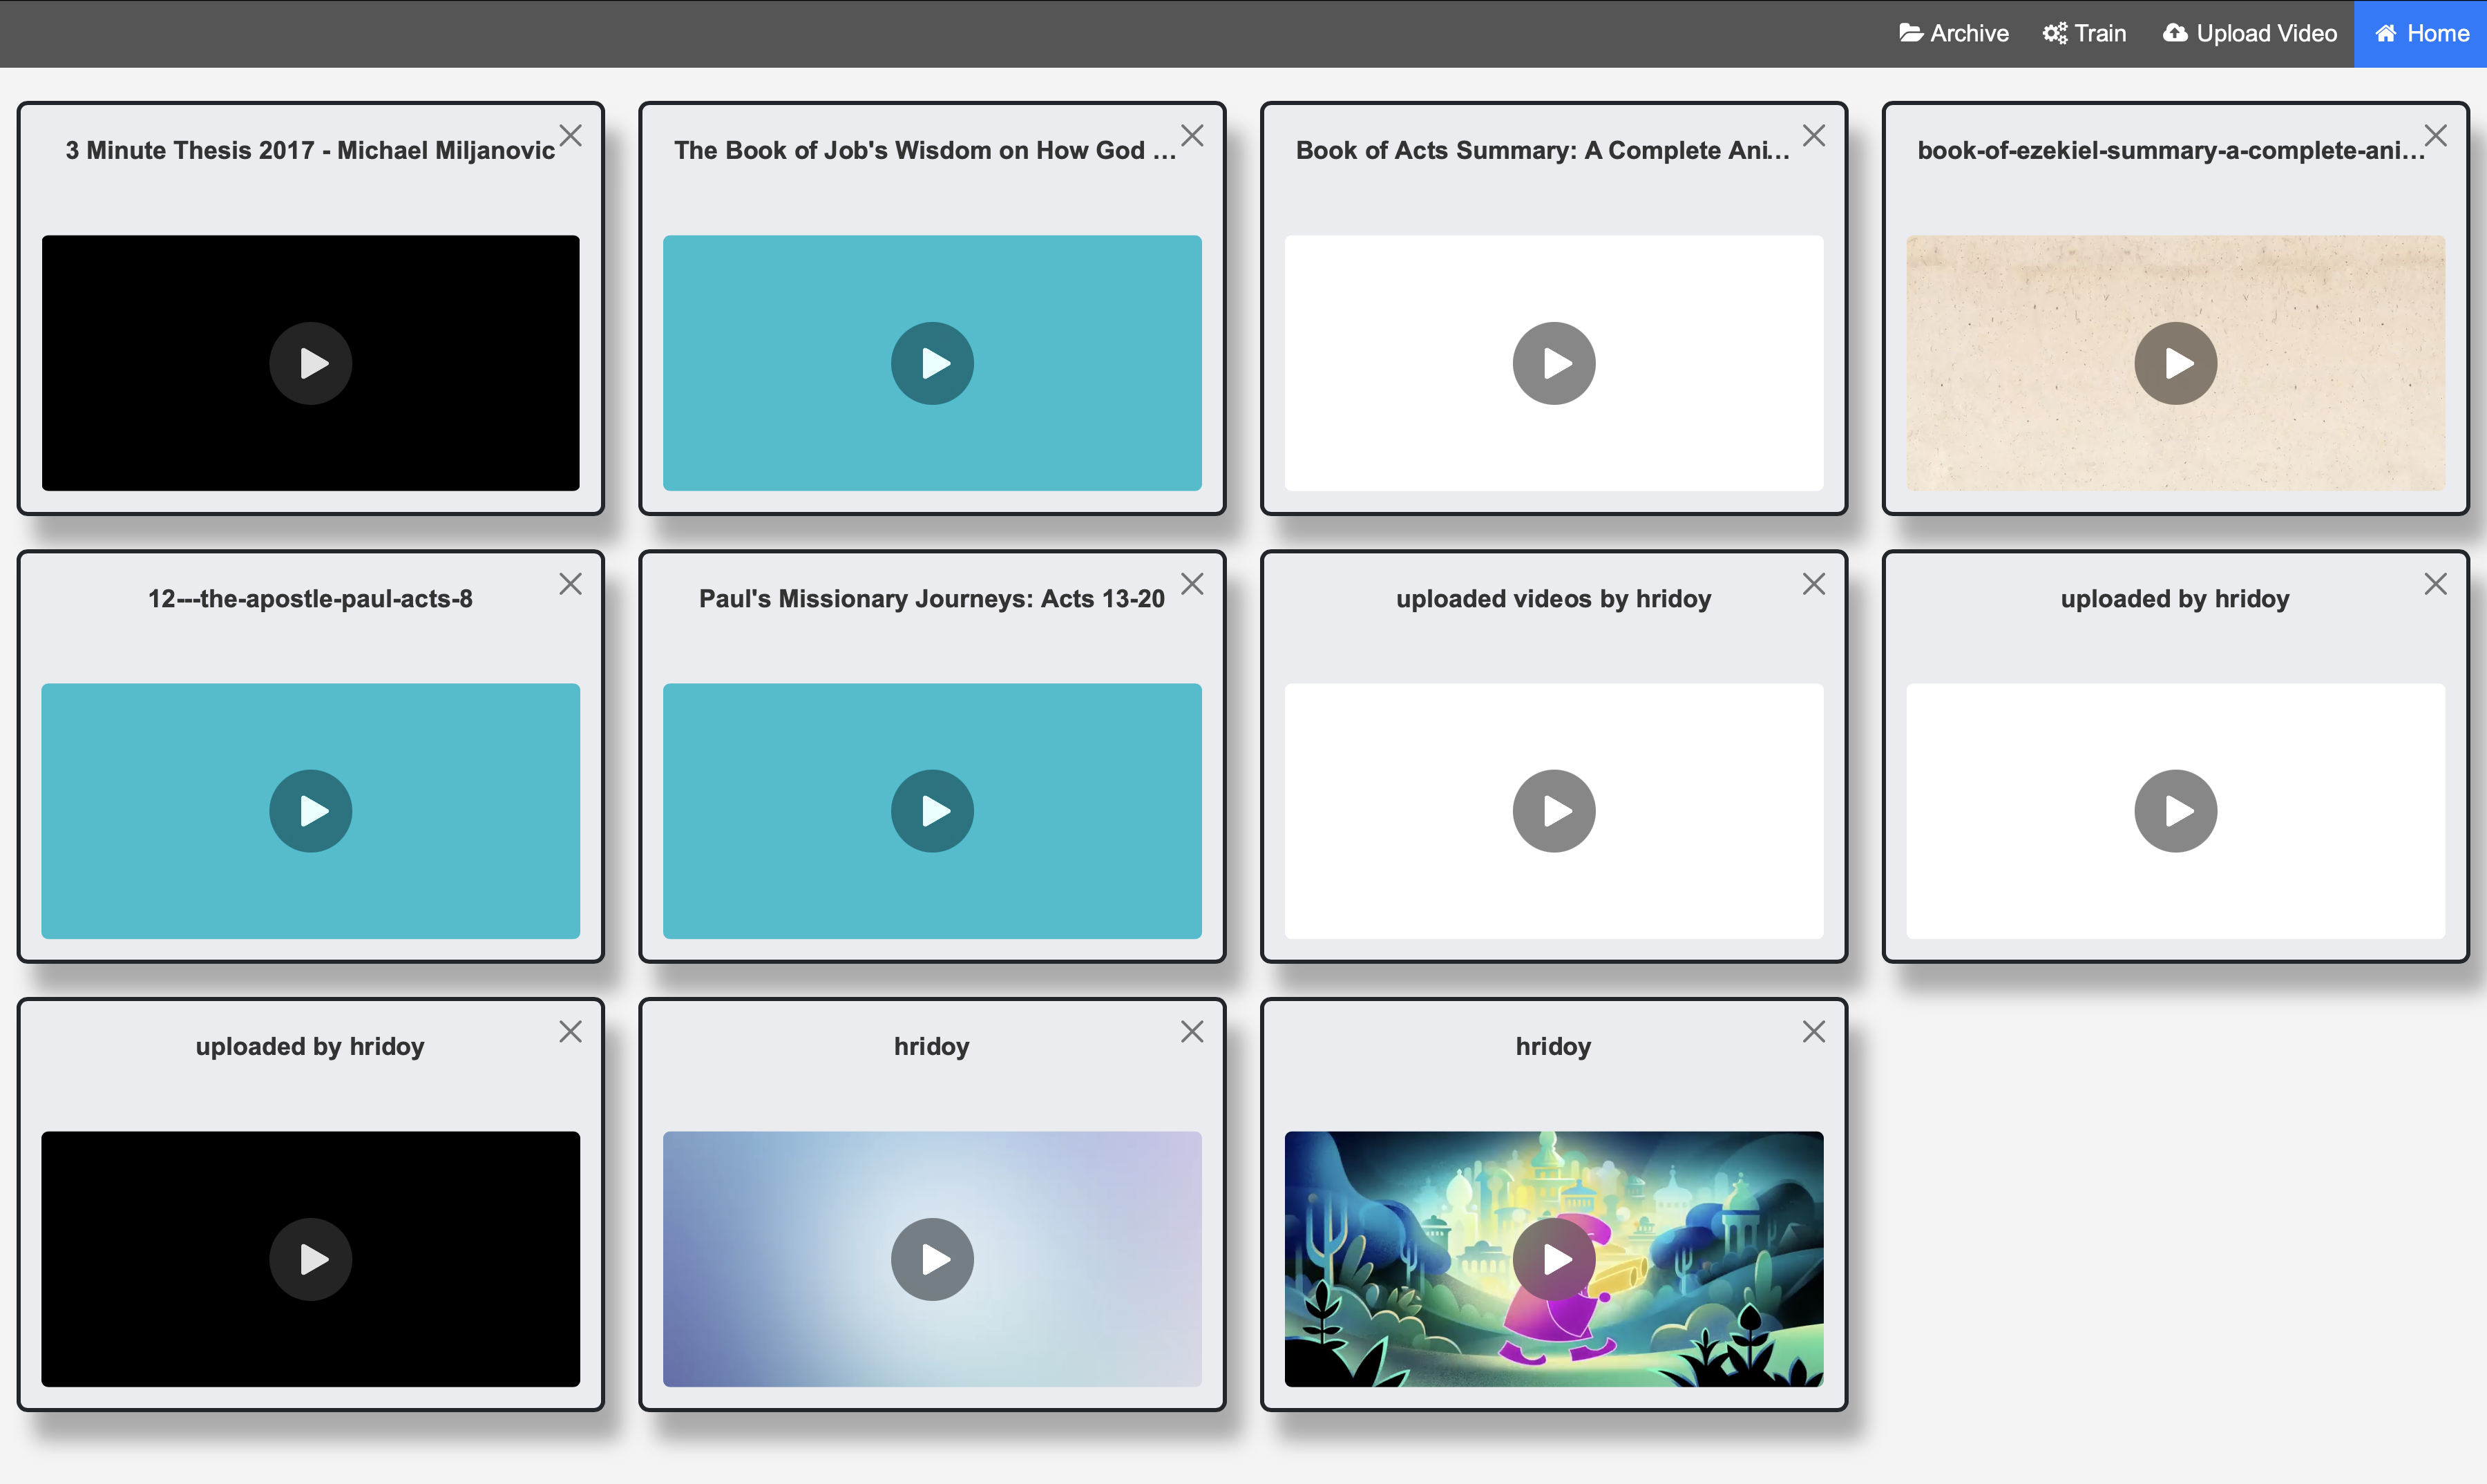 Archive
Train
Upload Video
Home
3 Minute Thesis 2017 - Michael Miljanovic
The Book of Job's Wisdom on How God ...
Book of Acts Summary: A Complete Ani...
book-of-ezekiel-summary-a-complete-ani...
12---the-apostle-paul-acts-8
Paul's Missionary Journeys: Acts 13-20
uploaded videos by hridoy
uploaded by hridoy
uploaded by hridoy
hridoy
hridoy